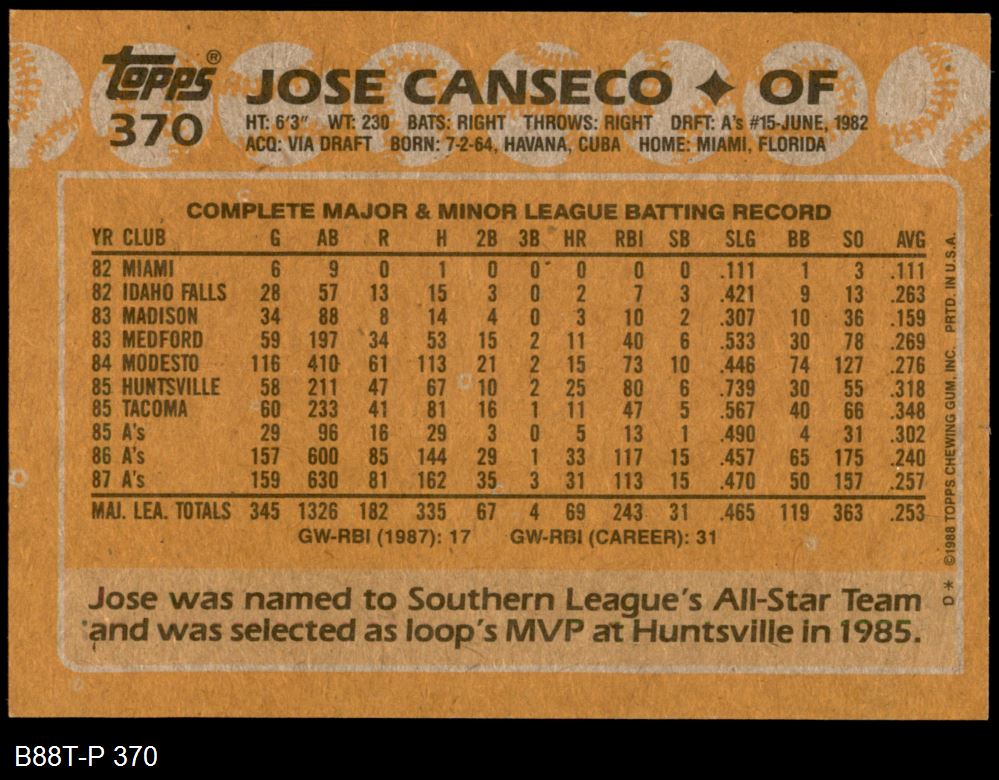 topps®
370
JOSE CANSECO ✦ OF
HT: 6'3" WT: 230 BATS: RIGHT THROWS: RIGHT DRFT: A's #15-JUNE, 1982
ACQ: VIA DRAFT BORN: 7-2-64, HAVANA, CUBA HOME: MIAMI, FLORIDA
COMPLETE MAJOR & MINOR LEAGUE BATTING RECORD
YR CLUB G AB R H 2B 3B HR RBI SB SLG BB SO AVG
82 MIAMI 6 9 0 1 0 0 0 0 0 .111 1 3 .111
82 IDAHO FALLS 28 57 13 15 3 0 2 7 3 .421 9 13 .263
83 MADISON 34 88 8 14 4 0 3 10 2 .307 10 36 .159
83 MEDFORD 59 197 34 53 15 2 11 40 6 .533 30 78 .269
84 MODESTO 116 410 61 113 21 2 15 73 10 .446 74 127 .276
85 HUNTSVILLE 58 211 47 67 10 2 25 80 6 .739 30 55 .318
85 TACOMA 60 233 41 81 16 1 11 47 5 .567 40 66 .348
85 A's 29 96 16 29 3 0 5 13 1 .490 4 31 .302
86 A's 157 600 85 144 29 1 33 117 15 .457 65 175 .240
87 A's 159 630 81 162 35 3 31 113 15 .470 50 157 .257
MAJ. LEA. TOTALS 345 1326 182 335 67 4 69 243 31 .465 119 363 .253
GW-RBI (1987): 17 GW-RBI (CAREER): 31
Jose was named to Southern League's All-Star Team
and was selected as loop's MVP at Huntsville in 1985.
D* ©1988 TOPPS CHEWING GUM, INC. PRTD. IN U.S.A.
B88T-P 370